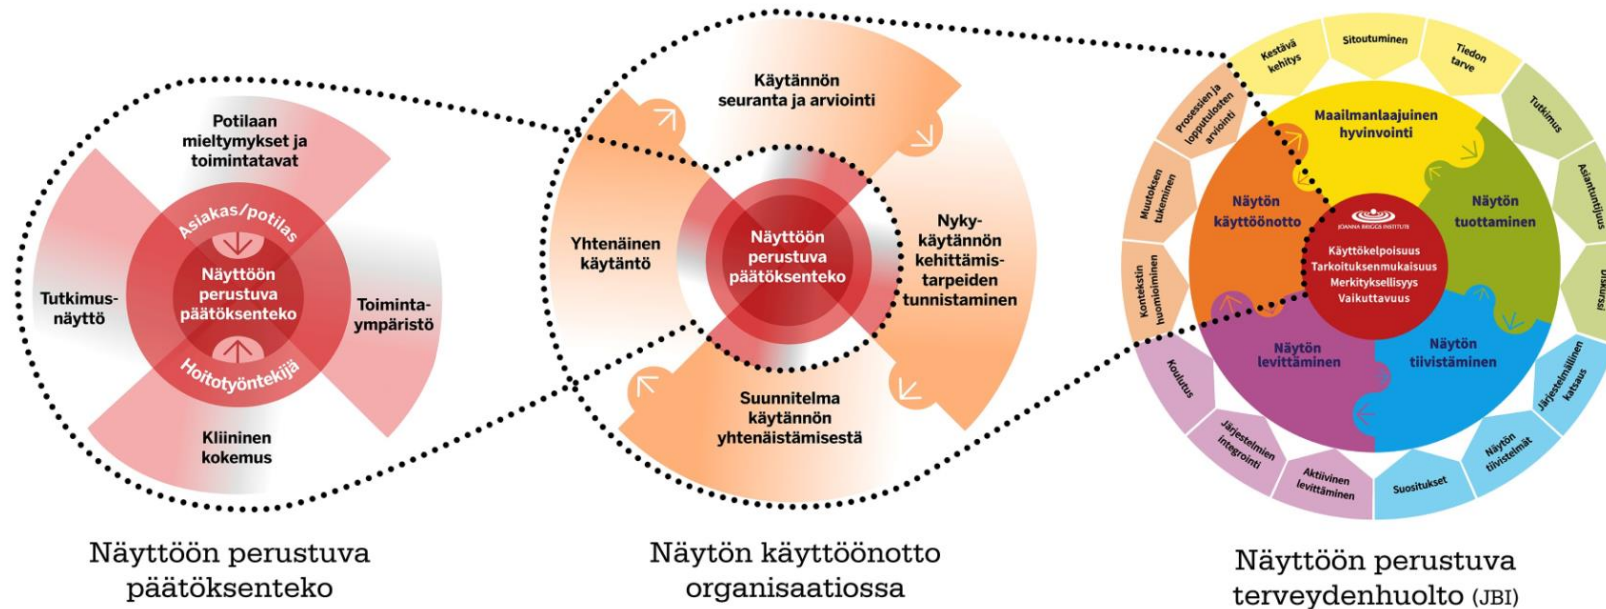 Potilaan
mieltymykset ja
toimintatavat
Asiakas/potilas
Näyttöön
perustuva
päätöksenteko
Hoitotyöntekijä
Tutkimus-
näyttö
Toiminta-
ympäristö
Kliininen
kokemus
Näyttöön perustuva
päätöksenteko
Käytännön
seuranta ja arviointi
Yhtenäinen
käytäntö
Näyttöön
perustuva
päätöksenteko
Nyky-
käytännön
kehittämis-
tarpeiden
tunnistaminen
Suunnitelma
käytännön
yhtenäistämisestä
Näytön käyttöönotto
organisaatiossa
Kestävä
kehitys
Sitoutuminen
Tiedon
tarve
Tutkimus
Asiantuntijuus
Diskurssi
Järjestelmällinen
katsaus
Näytön
tiivistelmät
Suositukset
Aktiivinen
levittäminen
Järjestelmien
integrointi
Koulutus
Kontekstin
huomioiminen
Muutoksen
tukeminen
Prosessien ja
lopputulosten
arviointi
Maailmanlaajuinen
hyvinvointi
Näytön
tuottaminen
Näytön
tiivistäminen
Näytön
levittäminen
Näytön
käyttöönotto
JOANNA BRIGGS INSTITUTE
Käyttökelpoisuus
Tarkoituksenmukaisuus
Merkityksellisyys
Vaikuttavuus
Näyttöön perustuva
terveydenhuolto (JBI)